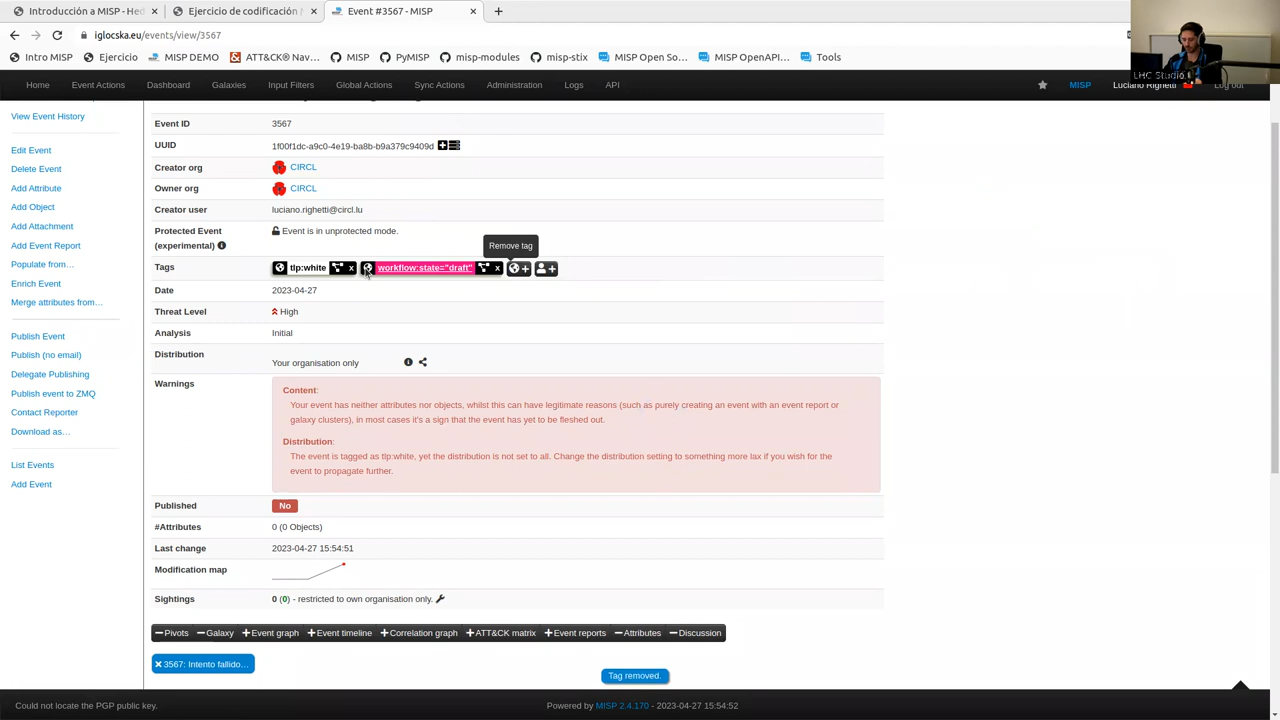 Introducción a MISP - Hed
Ejercicio de codificación M
Event #3567 - MISP
iglocska.eu/events/view/3567
Intro MISP
Ejercicio
MISP DEMO
ATT&CK® Nav…
MISP
PyMISP
misp-modules
misp-stix
MISP Open So…
MISP OpenAPI…
Tools
LHC Studio
Home
Event Actions
Dashboard
Galaxies
Input Filters
Global Actions
Sync Actions
Administration
Logs
API
MISP
Luciano Righetti
Log out
View Event History
Edit Event
Delete Event
Add Attribute
Add Object
Add Attachment
Add Event Report
Populate from…
Enrich Event
Merge attributes from…
Publish Event
Publish (no email)
Delegate Publishing
Publish event to ZMQ
Contact Reporter
Download as…
List Events
Add Event
Event ID 3567
UUID 1f00f1dc-a9c0-4e19-ba8b-b9a379c9409d
Creator org CIRCL
Owner org CIRCL
Creator user luciano.righetti@circl.lu
Protected Event
(experimental)
Event is in unprotected mode.
Remove tag
Tags tlp:white x workflow:state="draft" x
Date 2023-04-27
Threat Level High
Analysis Initial
Distribution Your organisation only
Warnings
Content:
Your event has neither attributes nor objects, whilst this can have legitimate reasons (such as purely creating an event with an event report or
galaxy clusters), in most cases it's a sign that the event has yet to be fleshed out.
Distribution:
The event is tagged as tlp:white, yet the distribution is not set to all. Change the distribution setting to something more lax if you wish for the
event to propagate further.
Published No
#Attributes 0 (0 Objects)
Last change 2023-04-27 15:54:51
Modification map
Sightings 0 (0) - restricted to own organisation only.
Pivots Galaxy Event graph Event timeline Correlation graph ATT&CK matrix Event reports Attributes Discussion
3567: Intento fallido…
Tag removed.
Could not locate the PGP public key.
Powered by MISP 2.4.170 - 2023-04-27 15:54:52